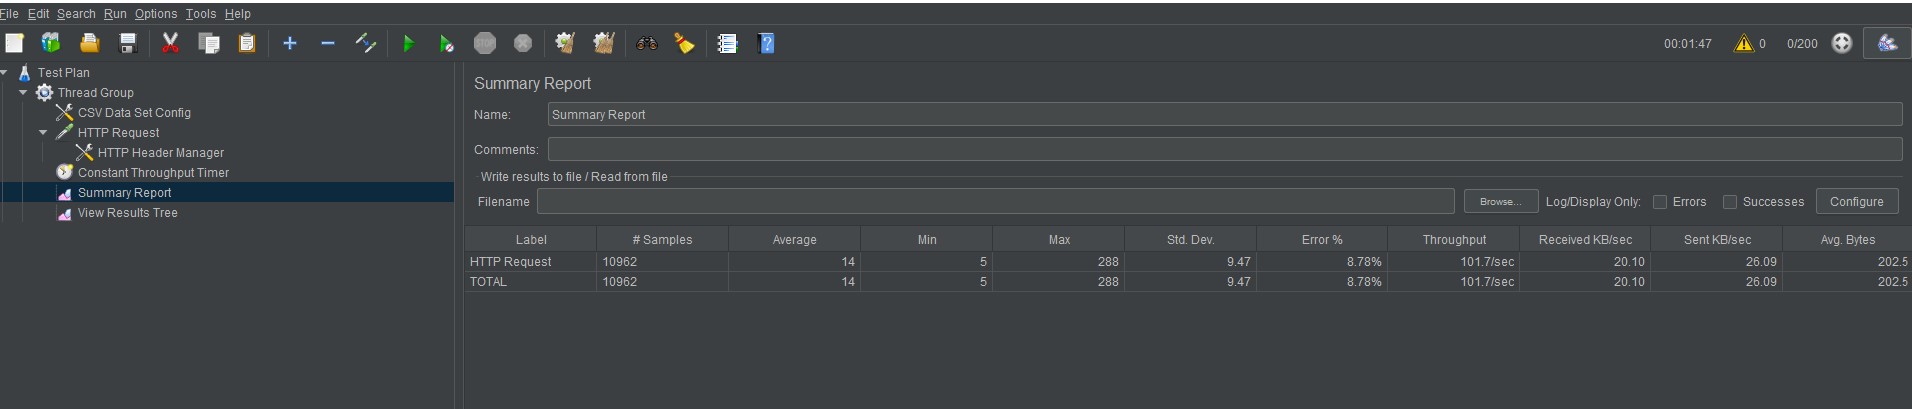 File Edit Search Run Options Tools Help
STOP
?
00:01:47 0 0/200
Test Plan
Thread Group
CSV Data Set Config
HTTP Request
HTTP Header Manager
Constant Throughput Timer
Summary Report
View Results Tree
Summary Report
Name: Summary Report
Comments:
Write results to file / Read from file
Filename Browse... Log/Display Only: Errors Successes Configure
Label # Samples Average Min Max Std. Dev. Error % Throughput Received KB/sec Sent KB/sec Avg. Bytes
HTTP Request 10962 14 5 288 9.47 8.78% 101.7/sec 20.10 26.09 202.5
TOTAL 10962 14 5 288 9.47 8.78% 101.7/sec 20.10 26.09 202.5